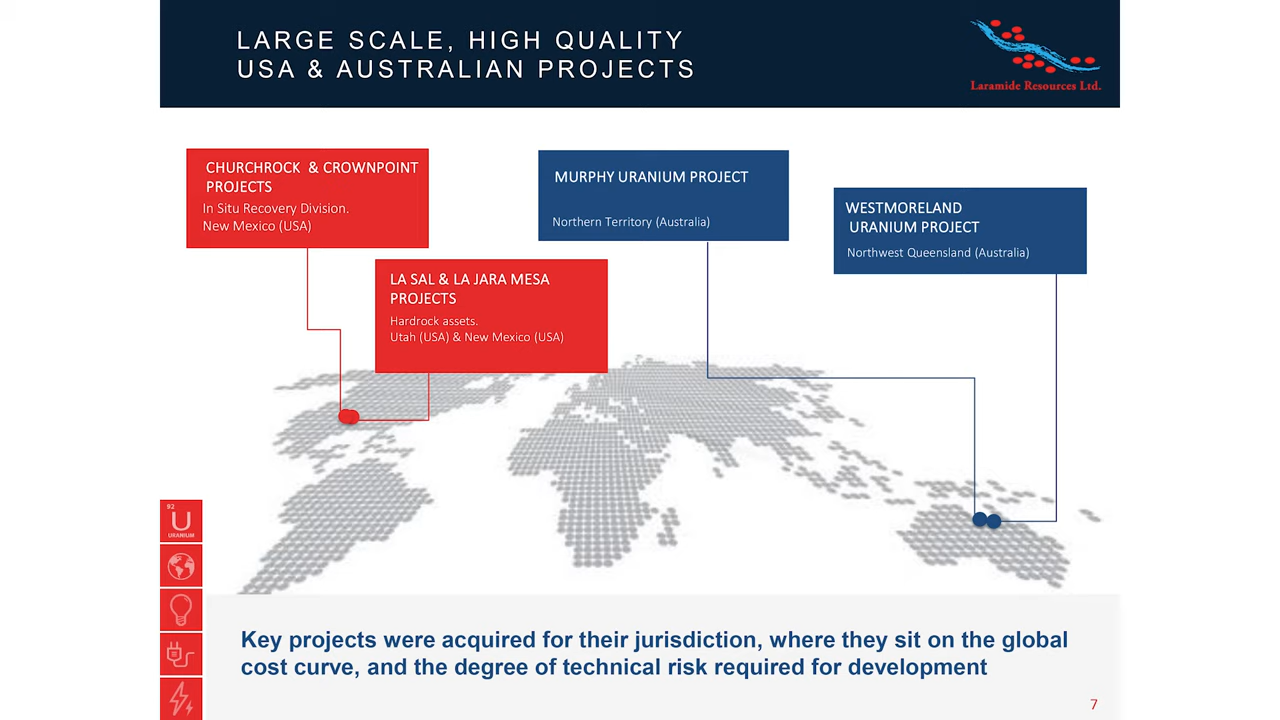 LARGE SCALE, HIGH QUALITY
USA & AUSTRALIAN PROJECTS
Laramide Resources Ltd.
CHURCHROCK & CROWNPOINT
PROJECTS
In Situ Recovery Division.
New Mexico (USA)
MURPHY URANIUM PROJECT
Northern Territory (Australia)
WESTMORELAND
URANIUM PROJECT
Northwest Queensland (Australia)
LA SAL & LA JARA MESA
PROJECTS
Hardrock assets.
Utah (USA) & New Mexico (USA)
92
U
URANIUM
Key projects were acquired for their jurisdiction, where they sit on the global
cost curve, and the degree of technical risk required for development
7